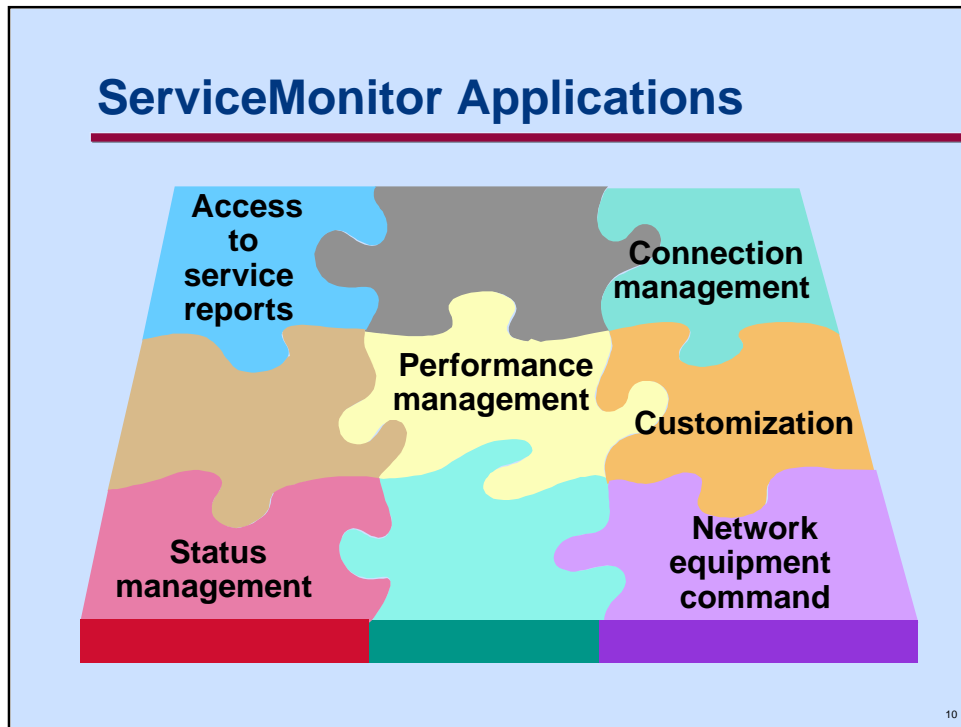 ServiceMonitor Applications
Access
to
service
reports
Connection
management
Performance
management
Customization
Status
management
Network
equipment
command
10